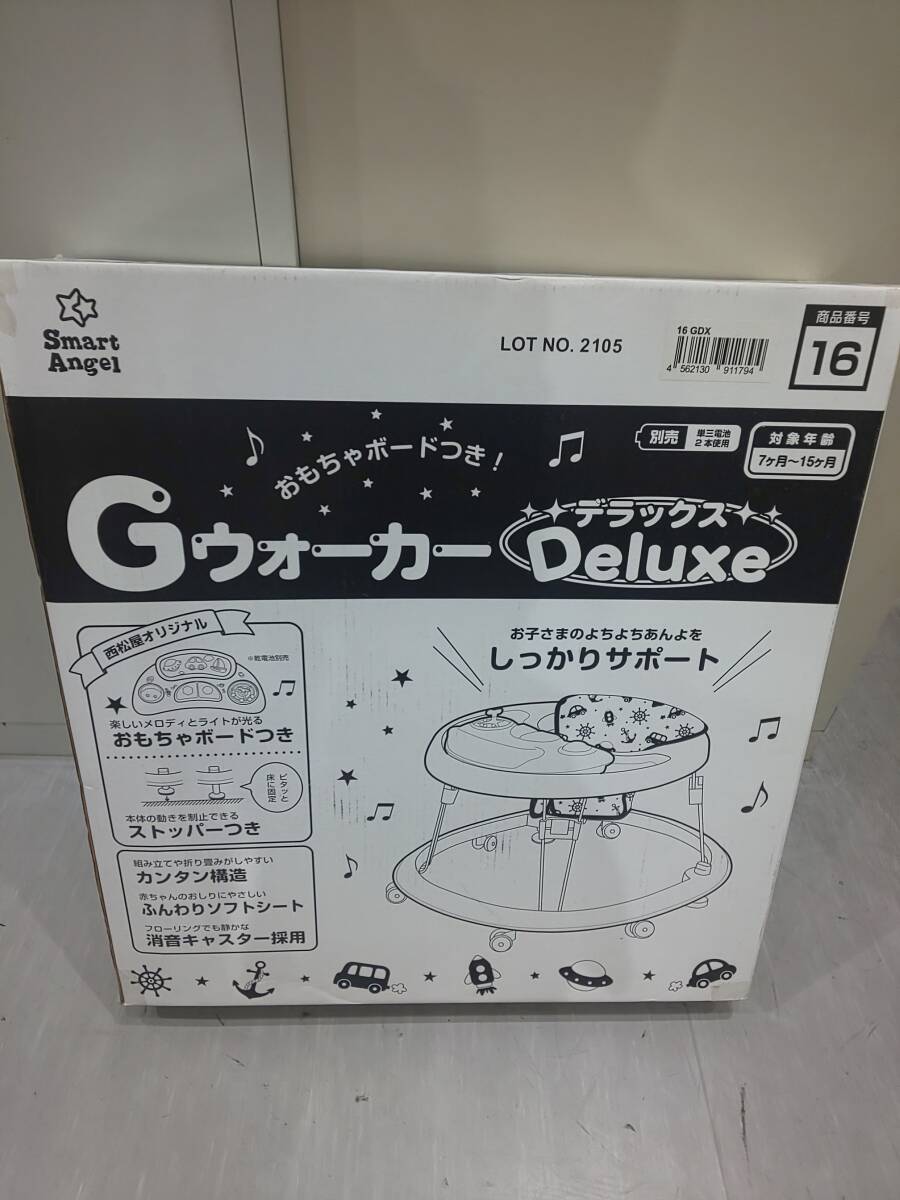 Smart
Angel
LOT NO. 2105
16 GDX
4 562130 911794
商品番号
16
おもちゃボードつき!
別売
単三電池
2本使用
対象年齢
7ヶ月~15ヶ月
Gウォーカー
デラックス
Deluxe
西松屋オリジナル
※乾電池別売
楽しいメロディとライトが光る
おもちゃボードつき
ピタッと
床に固定
本体の動きを制止できる
ストッパーつき
組み立てや折り畳みがしやすい
カンタン構造
赤ちゃんのおしりにやさしい
ふんわりソフトシート
フローリングでも静かな
消音キャスター採用
お子さまのよちよちあんよを
しっかりサポート